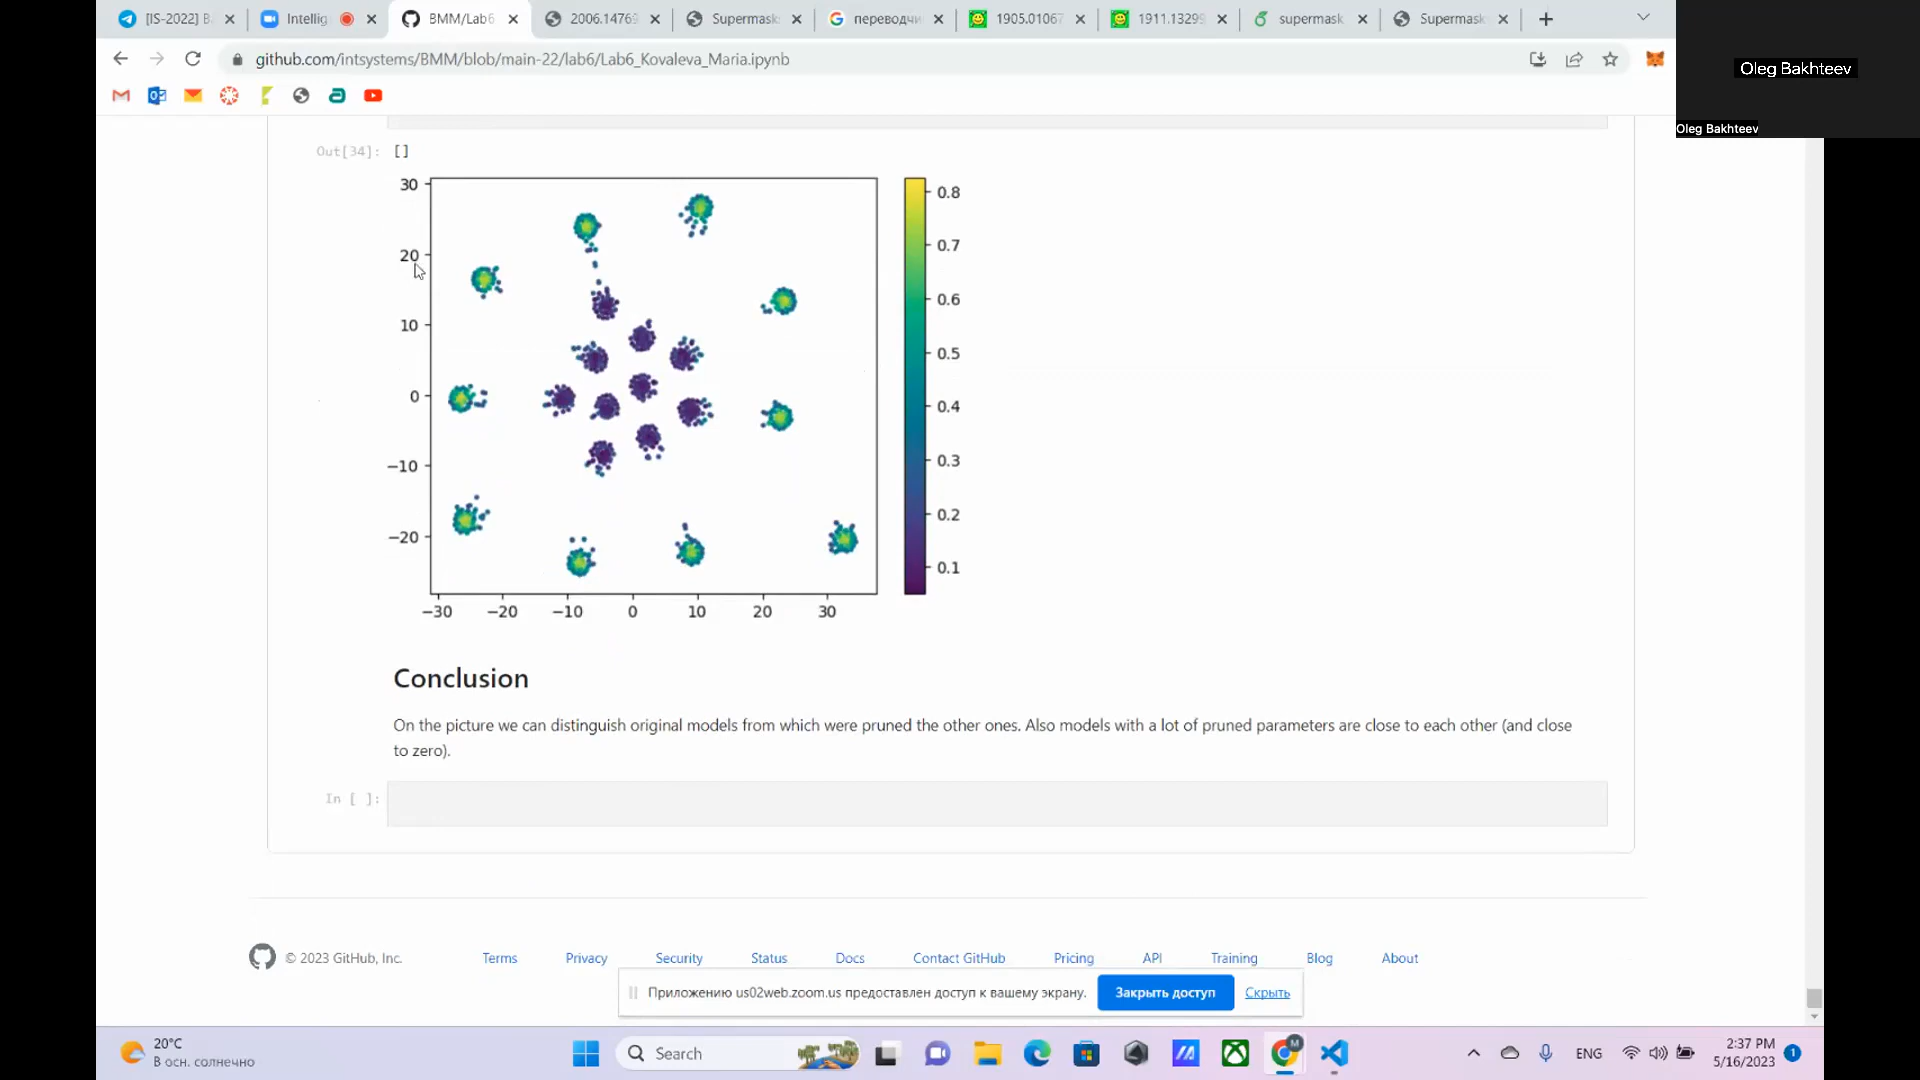 [IS-2022] B
Intellig
BMM/Lab6
2006.14769
Supermask
переводчи
1905.01067
1911.13299
supermask
Supermask
github.com/intsystems/BMM/blob/main-22/lab6/Lab6_Kovaleva_Maria.ipynb
Oleg Bakhteev
Oleg Bakhteev
Out[34]: []
30
20
10
0
−10
−20
−30 −20 −10 0 10 20 30
0.8
0.7
0.6
0.5
0.4
0.3
0.2
0.1
Conclusion
On the picture we can distinguish original models from which were pruned the other ones. Also models with a lot of pruned parameters are close to each other (and close
to zero).
In [ ]:
© 2023 GitHub, Inc. Terms Privacy Security Status Docs Contact GitHub Pricing API Training Blog About
Приложению us02web.zoom.us предоставлен доступ к вашему экрану. Закрыть доступ Скрыть
20°C
В осн. солнечно
Search
M
ENG
2:37 PM
5/16/2023
1